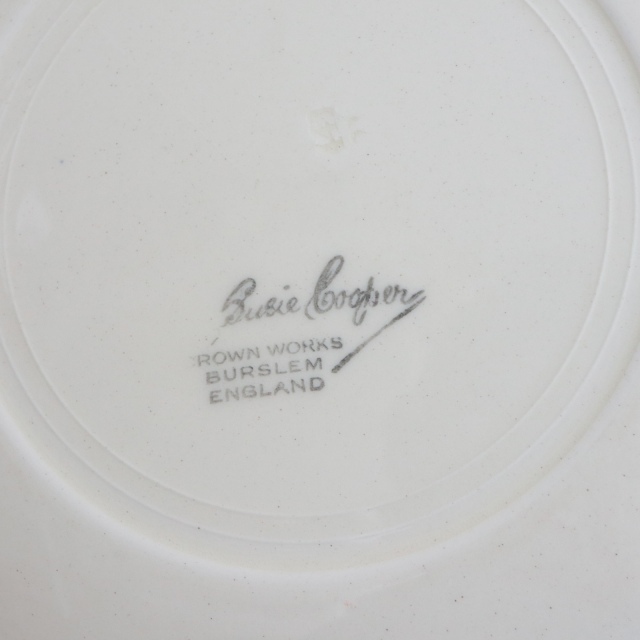 Susie Cooper
ROWN WORKS
BURSLEM
ENGLAND